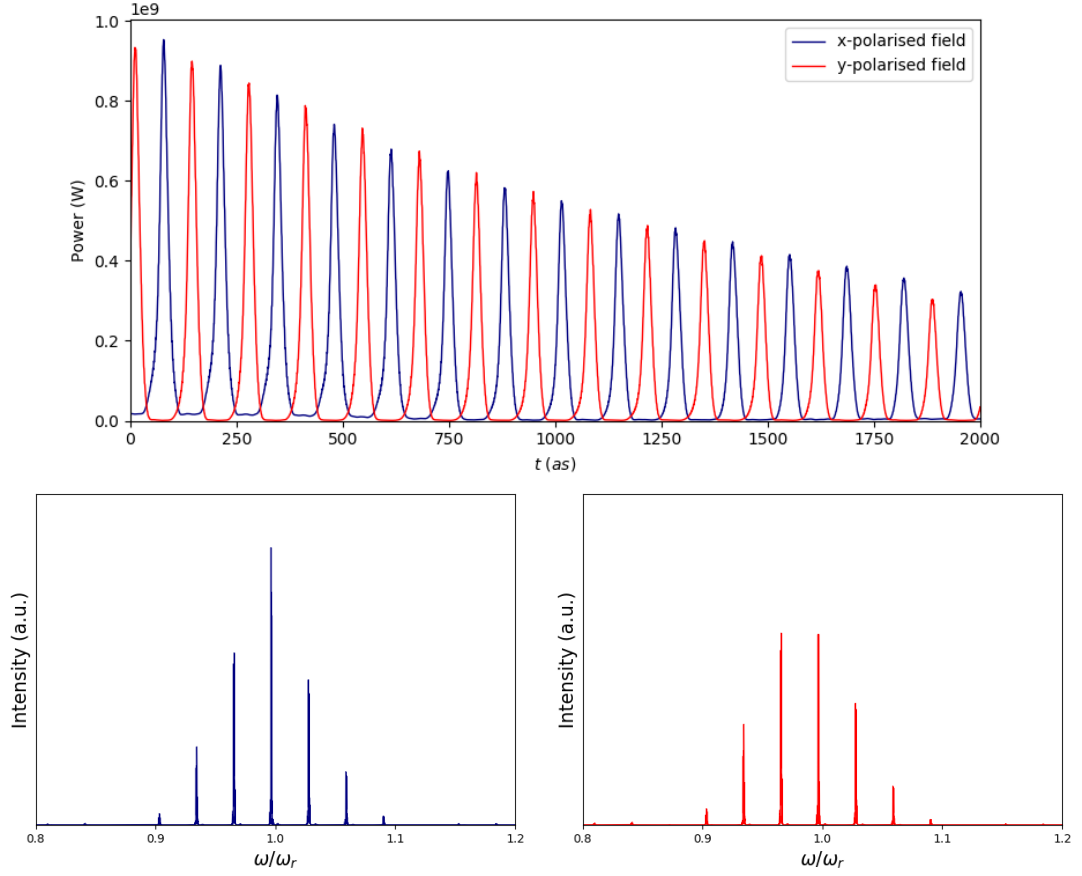 1e9
x-polarised field
y-polarised field
Power (W)
1.0
0.8
0.6
0.4
0.2
0.0
0 250 500 750 1000 1250 1500 1750 2000
t (as)
Intensity (a.u.)
0.8 0.9 1.0 1.1 1.2
ω/ωr
Intensity (a.u.)
0.8 0.9 1.0 1.1 1.2
ω/ωr